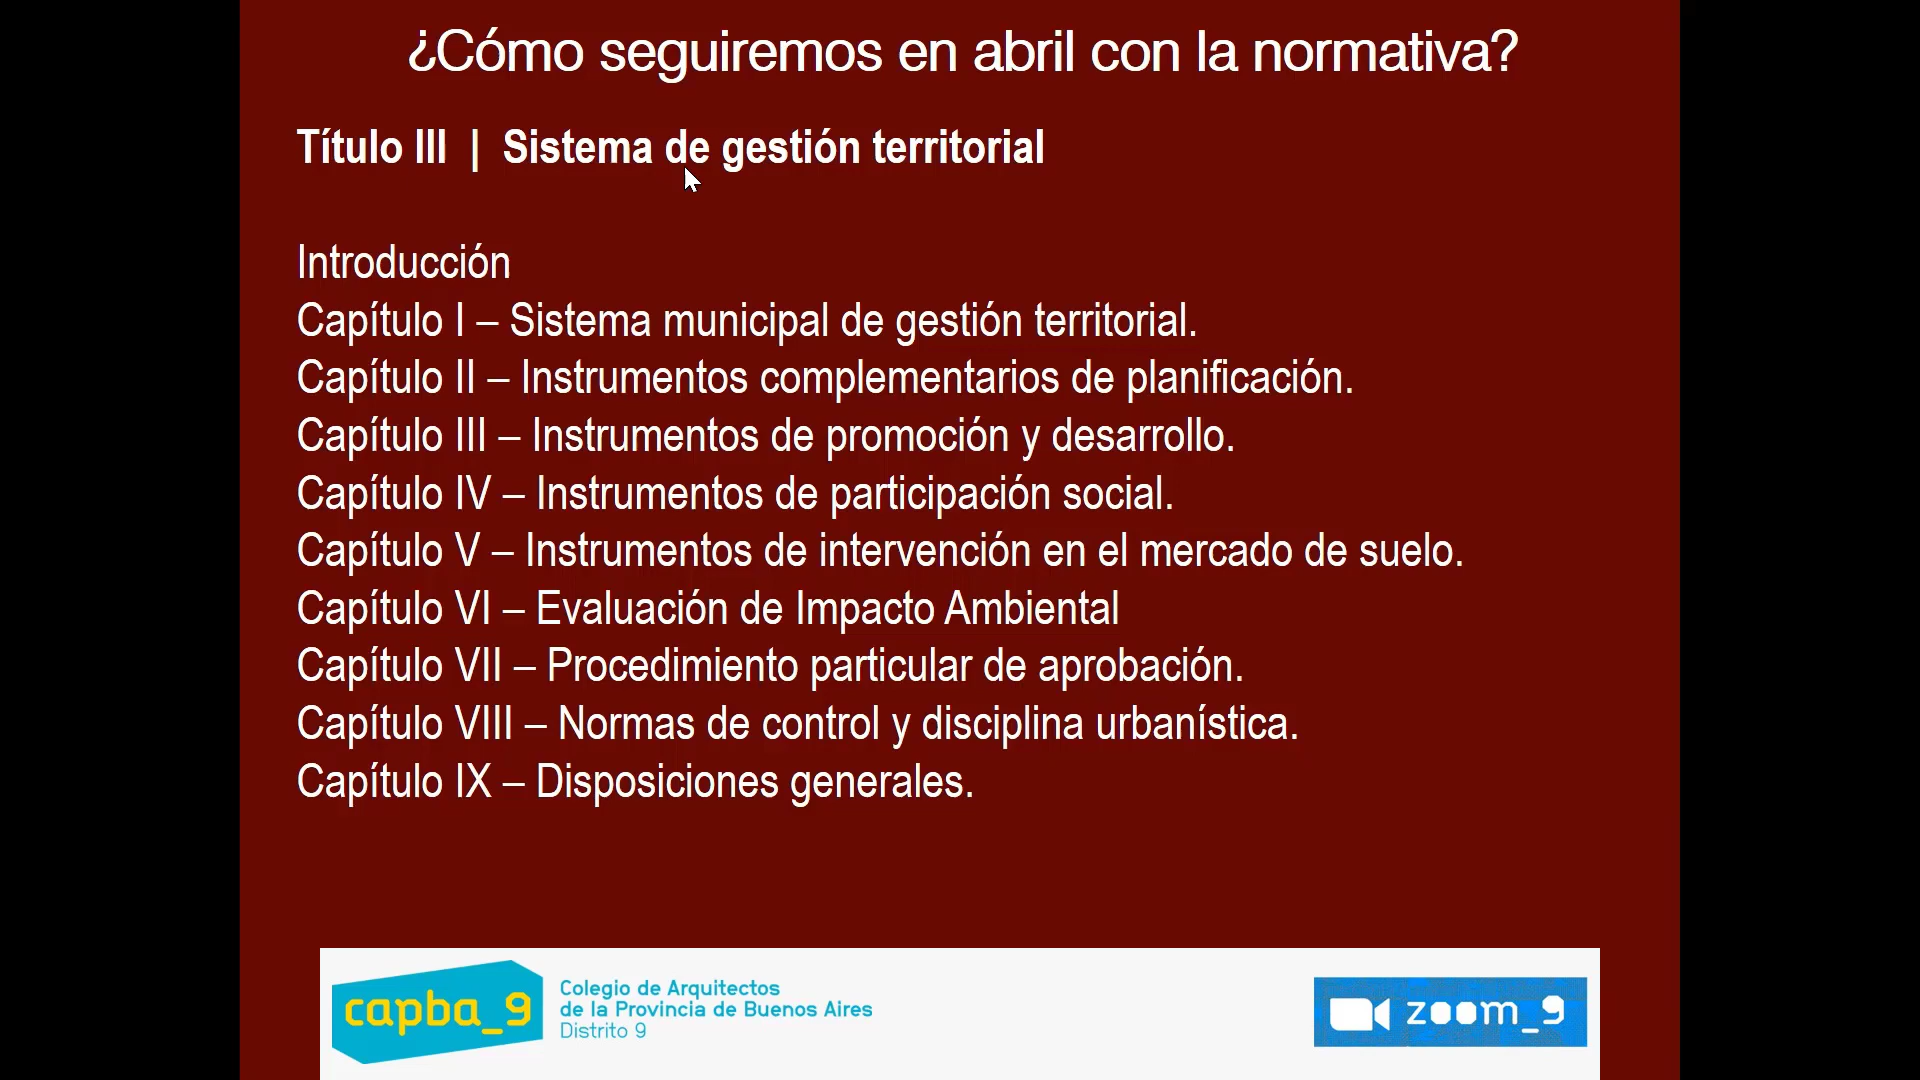 ¿Cómo seguiremos en abril con la normativa?
Título III | Sistema de gestión territorial
Introducción
Capítulo I – Sistema municipal de gestión territorial.
Capítulo II – Instrumentos complementarios de planificación.
Capítulo III – Instrumentos de promoción y desarrollo.
Capítulo IV – Instrumentos de participación social.
Capítulo V – Instrumentos de intervención en el mercado de suelo.
Capítulo VI – Evaluación de Impacto Ambiental
Capítulo VII – Procedimiento particular de aprobación.
Capítulo VIII – Normas de control y disciplina urbanística.
Capítulo IX – Disposiciones generales.
capba_9
Colegio de Arquitectos
de la Provincia de Buenos Aires
Distrito 9
zoom_9